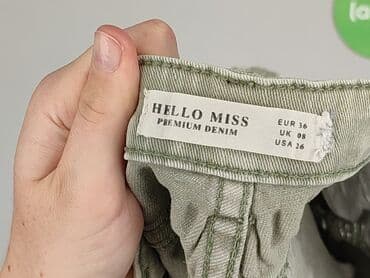 HELLO MISS
PREMIUM DENIM
EUR 36
UK 08
USA 26